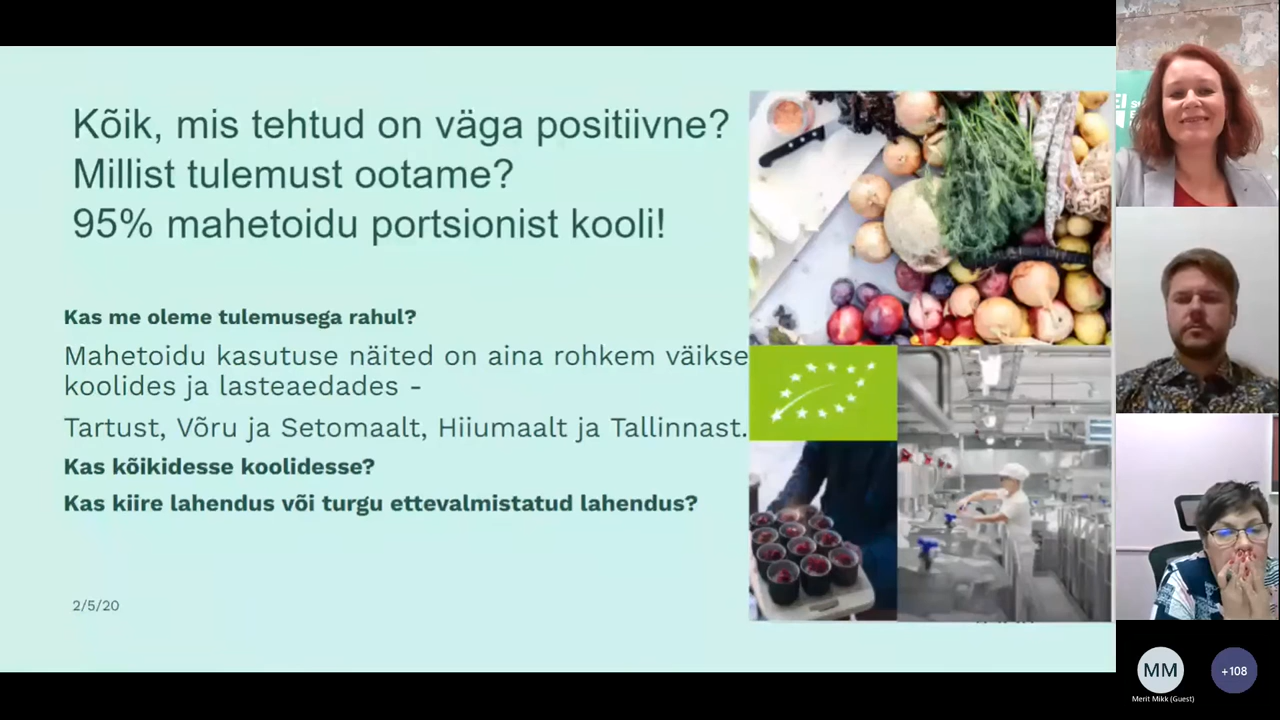 Kõik, mis tehtud on väga positiivne?
Millist tulemust ootame?
95% mahetoidu portsionist kooli!
Kas me oleme tulemusega rahul?
Mahetoidu kasutuse näited on aina rohkem väikse
koolides ja lasteaedades -
Tartust, Võru ja Setomaalt, Hiiumaalt ja Tallinnast.
Kas kõikidesse koolidesse?
Kas kiire lahendus või turgu ettevalmistatud lahendus?
2/5/20
MM
+108
Merit Mikk (Guest)